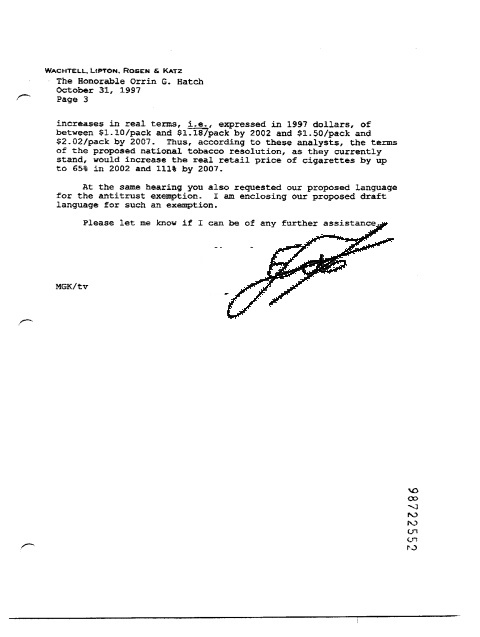 WACHTELL, LIPTON, ROSEN & KATZ
The Honorable Orrin G. Hatch
October 31, 1997
Page 3
increases in real terms, i.e., expressed in 1997 dollars, of
between $1.10/pack and $1.18/pack by 2002 and $1.50/pack and
$2.02/pack by 2007. Thus, according to these analysts, the terms
of the proposed national tobacco resolution, as they currently
stand, would increase the real retail price of cigarettes by up
to 65% in 2002 and 111% by 2007.
At the same hearing you also requested our proposed language
for the antitrust exemption. I am enclosing our proposed draft
language for such an exemption.
Please let me know if I can be of any further assistance
MGK/tv
98722552